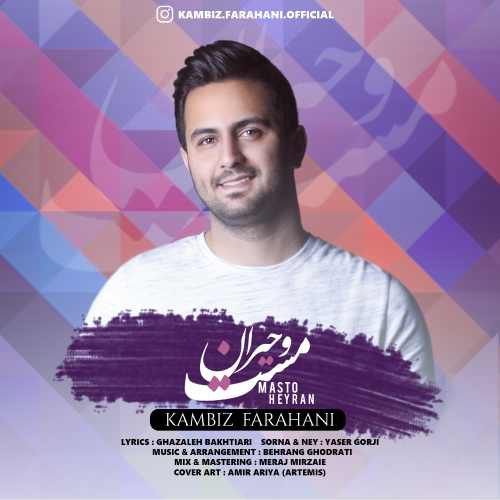 KAMBIZ.FARAHANI.OFFICIAL
مست و حیران
MASTO
HEYRAN
KAMBIZ FARAHANI
LYRICS : GHAZALEH BAKHTIARI SORNA & NEY : YASER GORJI
MUSIC & ARRANGEMENT : BEHRANG GHODRATI
MIX & MASTERING : MERAJ MIRZAIE
COVER ART : AMIR ARIYA (ARTEMIS)